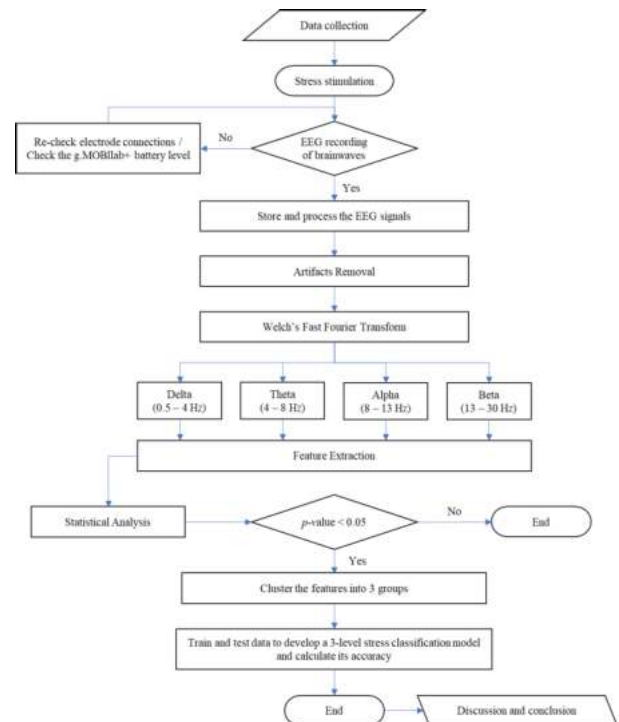 Data collection
Stress stimulation
Re-check electrode connections /
Check the g.MOBIlab+ battery level
No
EEG recording
of brainwaves
Yes
Store and process the EEG signals
Artifacts Removal
Welch's Fast Fourier Transform
Delta
(0.5 – 4 Hz)
Theta
(4 – 8 Hz)
Alpha
(8 – 13 Hz)
Beta
(13 – 30 Hz)
Feature Extraction
Statistical Analysis
p-value < 0.05
No
End
Yes
Cluster the features into 3 groups
Train and test data to develop a 3-level stress classification model
and calculate its accuracy
End
Discussion and conclusion